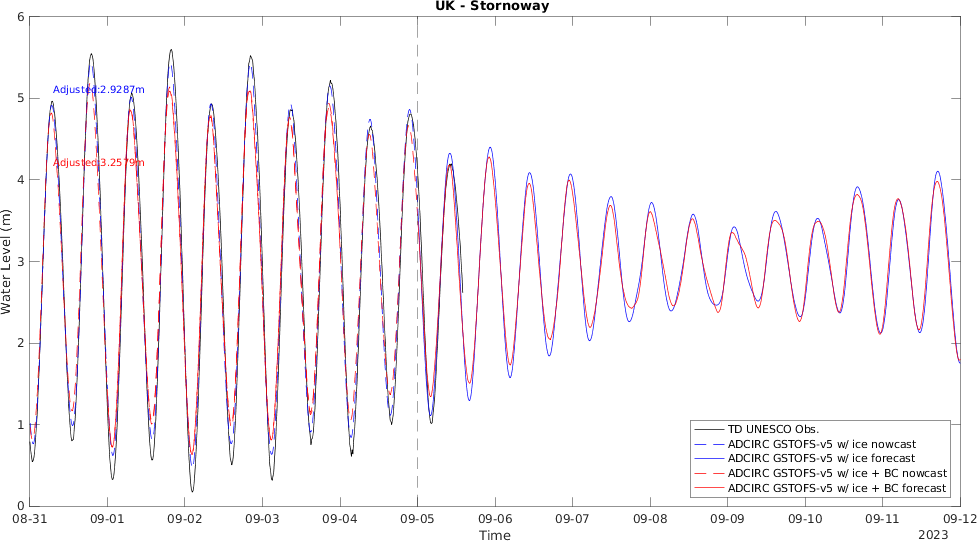 UK - Stornoway
6
5
4
3
2
1
0
Water Level (m)
Adjusted:2.9287m
Adjusted:3.2579m
TD UNESCO Obs.
ADCIRC GSTOFS-v5 w/ ice nowcast
ADCIRC GSTOFS-v5 w/ ice forecast
ADCIRC GSTOFS-v5 w/ ice + BC nowcast
ADCIRC GSTOFS-v5 w/ ice + BC forecast
08-31 09-01 09-02 09-03 09-04 09-05 09-06 09-07 09-08 09-09 09-10 09-11 09-12
Time
2023